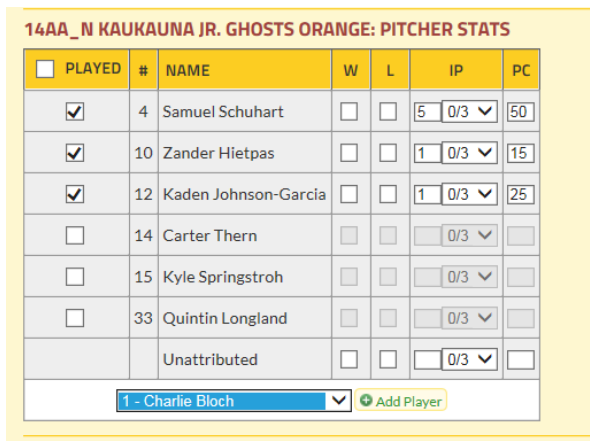 14AA_N KAUKAUNA JR. GHOSTS ORANGE: PITCHER STATS
PLAYED # NAME W L IP PC
4 Samuel Schuhart 5 0/3 50
10 Zander Hietpas 1 0/3 15
12 Kaden Johnson-Garcia 1 0/3 25
14 Carter Thern 0/3
15 Kyle Springstroh 0/3
33 Quintin Longland 0/3
Unattributed 0/3
1 - Charlie Bloch Add Player